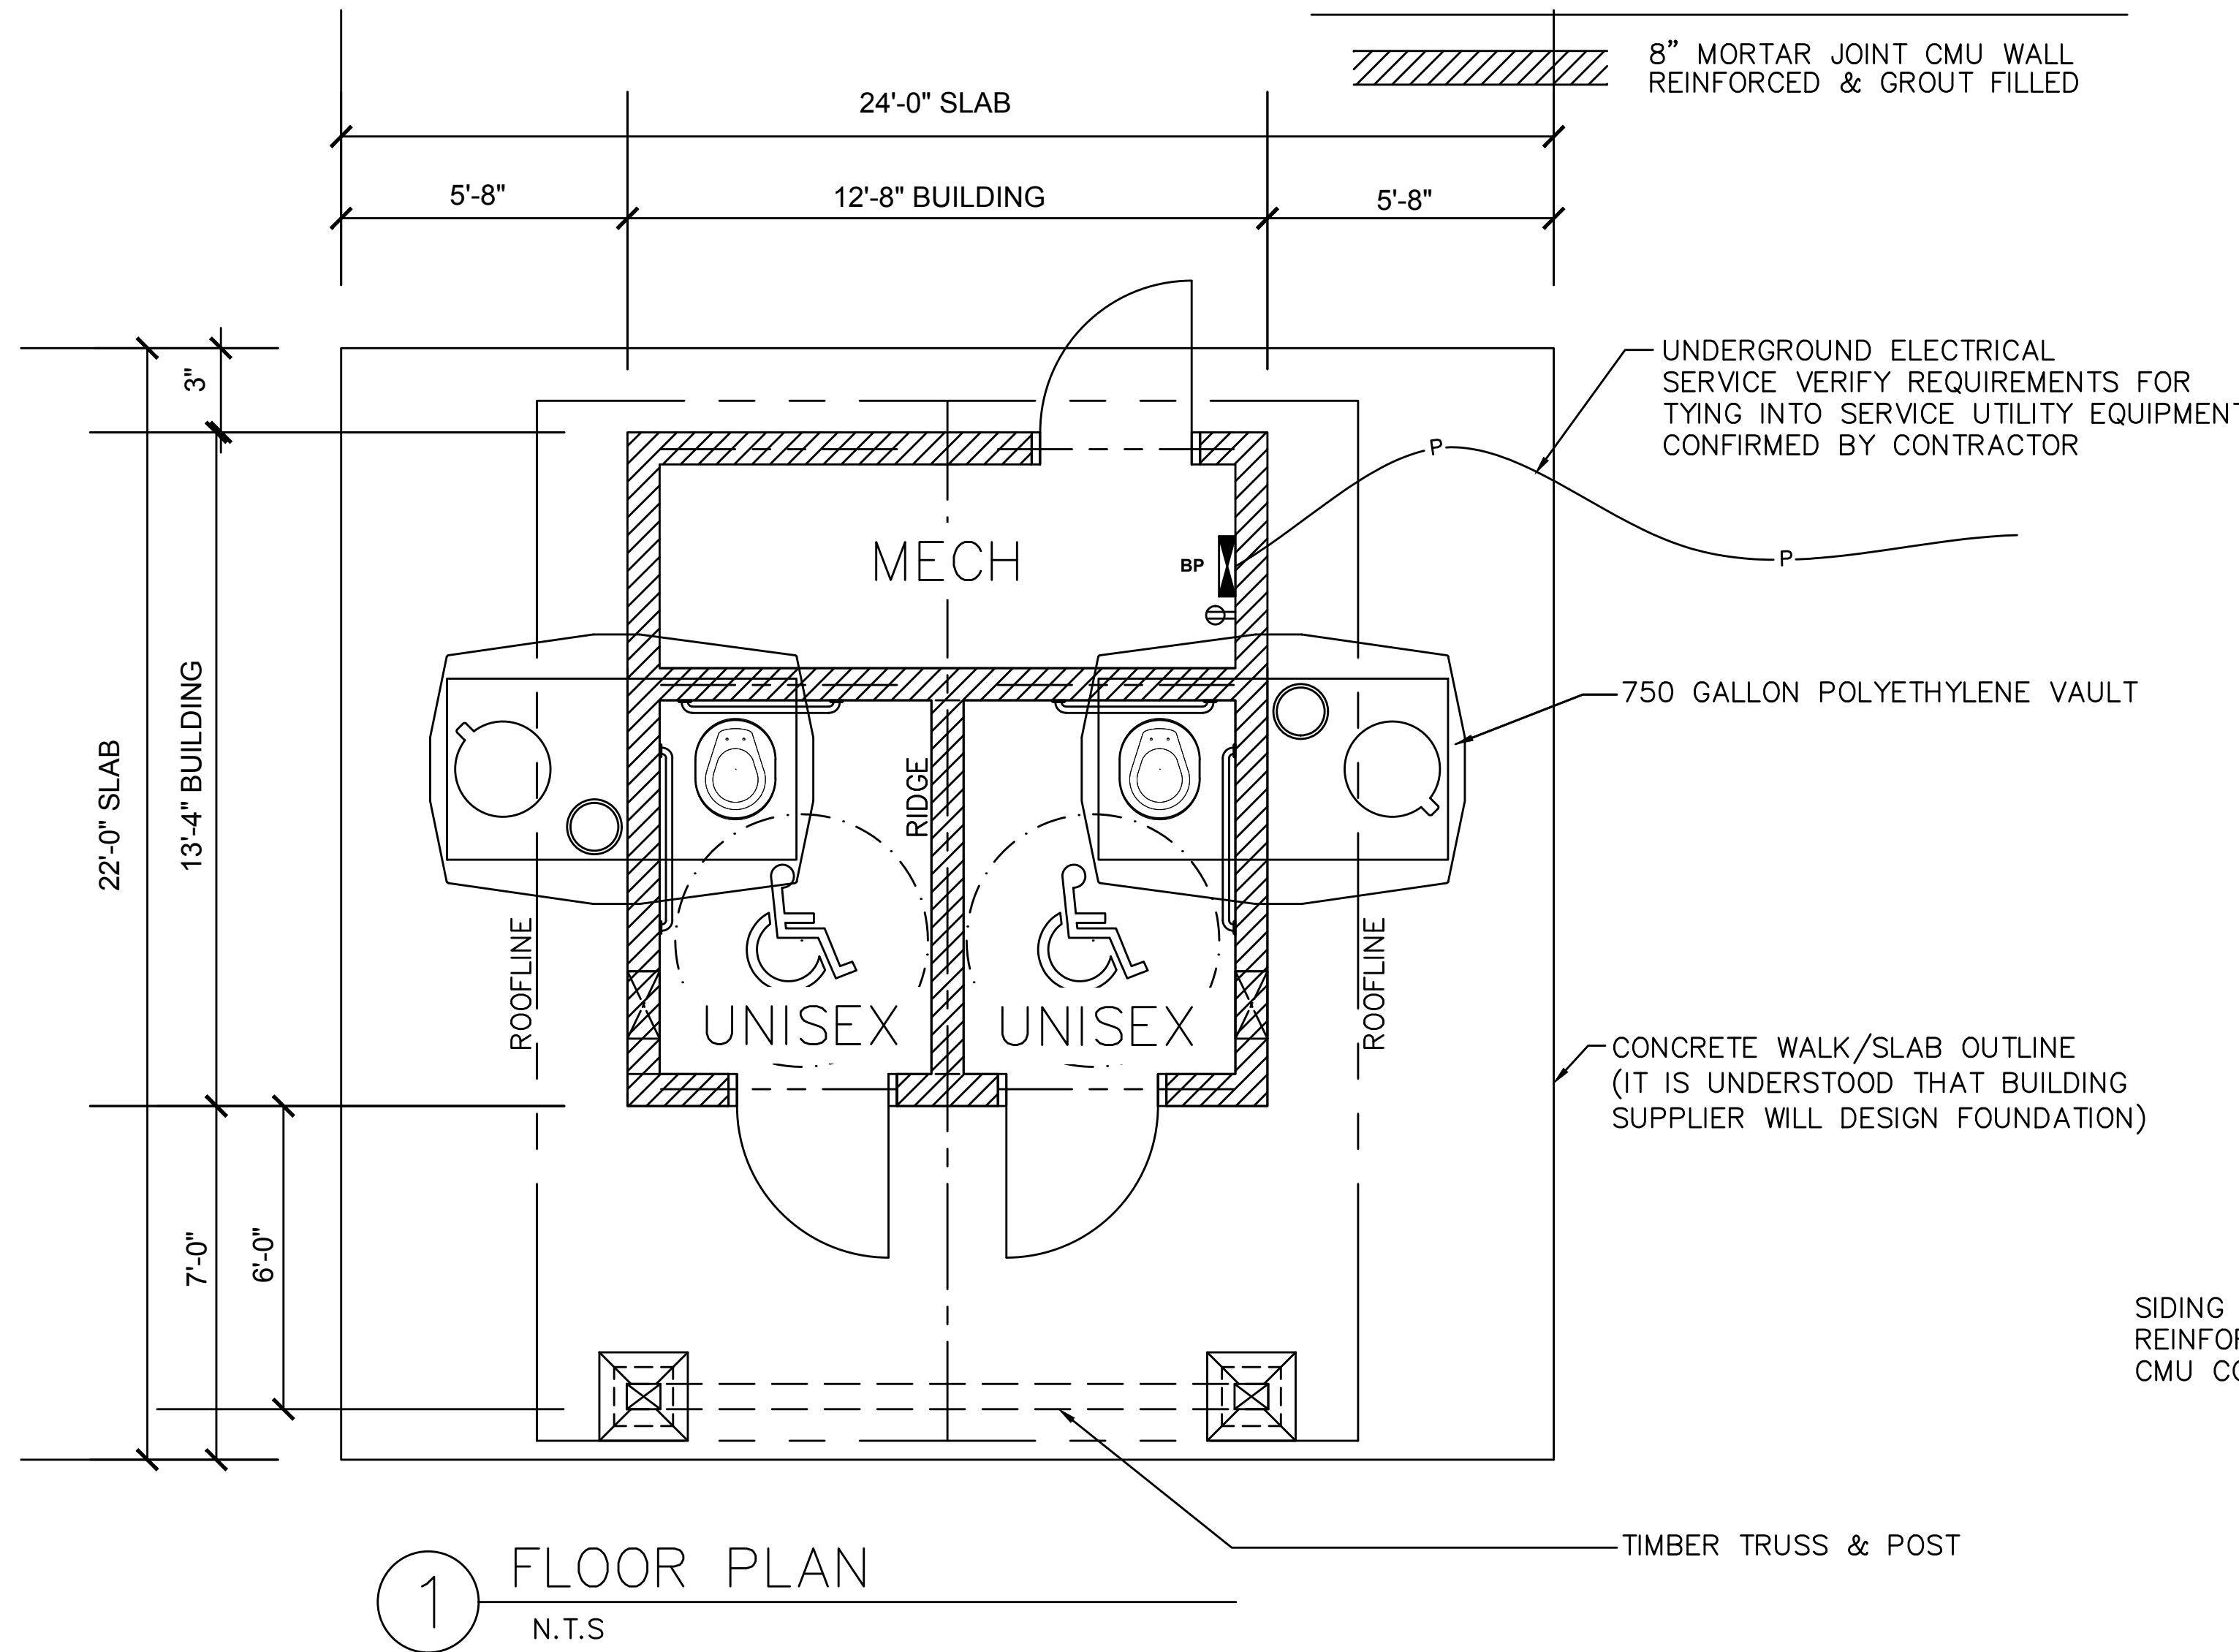 8” MORTAR JOINT CMU WALL
REINFORCED & GROUT FILLED
24'-0" SLAB
5'-8"
12'-8" BUILDING
5'-8"
UNDERGROUND ELECTRICAL
SERVICE VERIFY REQUIREMENTS FOR
TYING INTO SERVICE UTILITY EQUIPMENT
CONFIRMED BY CONTRACTOR
3"
P
P
MECH
BP
750 GALLON POLYETHYLENE VAULT
22'-0" SLAB
13'-4" BUILDING
RIDGE
ROOFLINE
ROOFLINE
UNISEX
UNISEX
CONCRETE WALK/SLAB OUTLINE
(IT IS UNDERSTOOD THAT BUILDING
SUPPLIER WILL DESIGN FOUNDATION)
7'-0"
6'-0"
SIDING
CMU
TIMBER TRUSS & POST
1
FLOOR PLAN
N.T.S